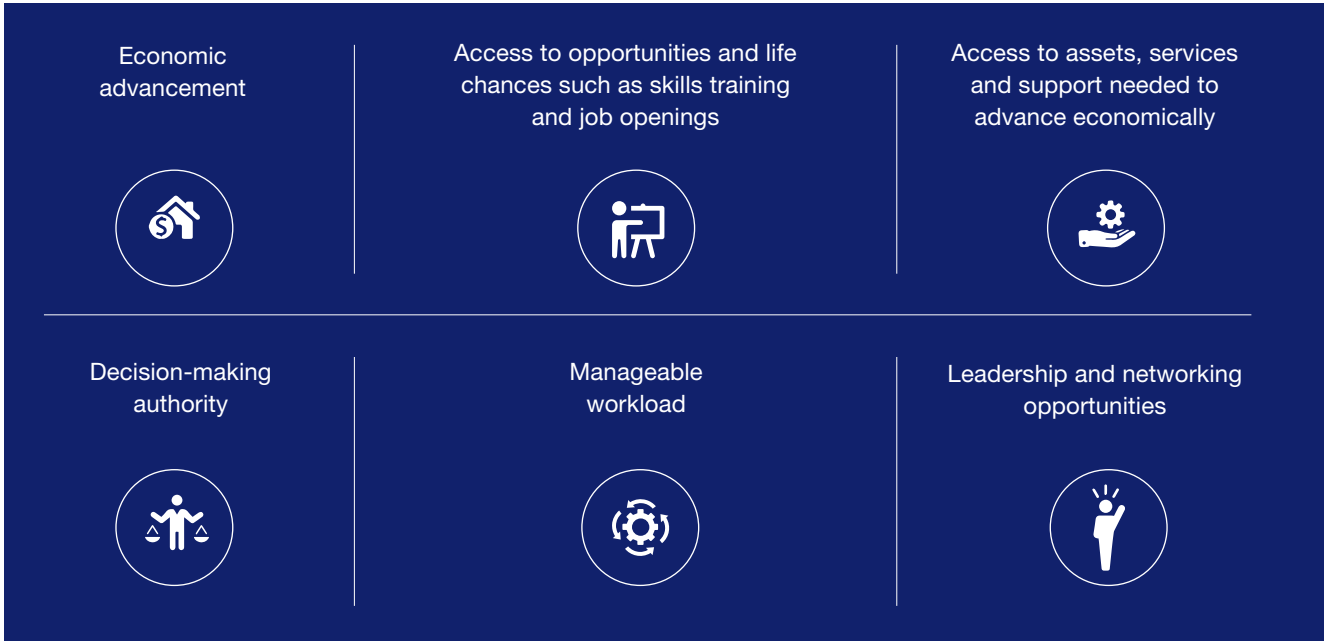 Economic
advancement
Access to opportunities and life
chances such as skills training
and job openings
Access to assets, services
and support needed to
advance economically
$
Decision-making
authority
Manageable
workload
Leadership and networking
opportunities